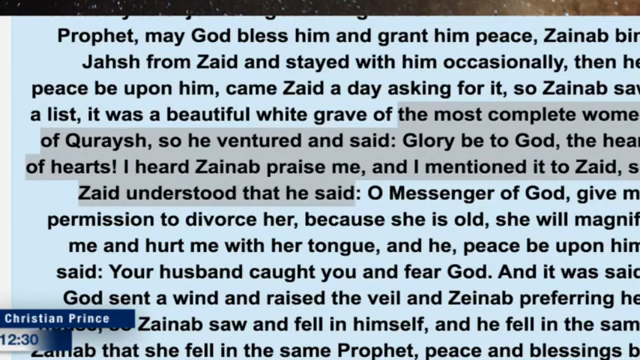 Prophet, may God bless him and grant him peace, Zainab bin
Jahsh from Zaid and stayed with him occasionally, then he
peace be upon him, came Zaid a day asking for it, so Zainab saw
a list, it was a beautiful white grave of the most complete wome
of Quraysh, so he ventured and said: Glory be to God, the hear
of hearts! I heard Zainab praise me, and I mentioned it to Zaid, s
Zaid understood that he said: O Messenger of God, give m
permission to divorce her, because she is old, she will magnif
me and hurt me with her tongue, and he, peace be upon him
said: Your husband caught you and fear God. And it was said
God sent a wind and raised the veil and Zeinab preferring he
so Zainab saw and fell in himself, and he fell in the sam
Zainab that she fell in the same Prophet, peace and blessings b
Christian Prince
12:30